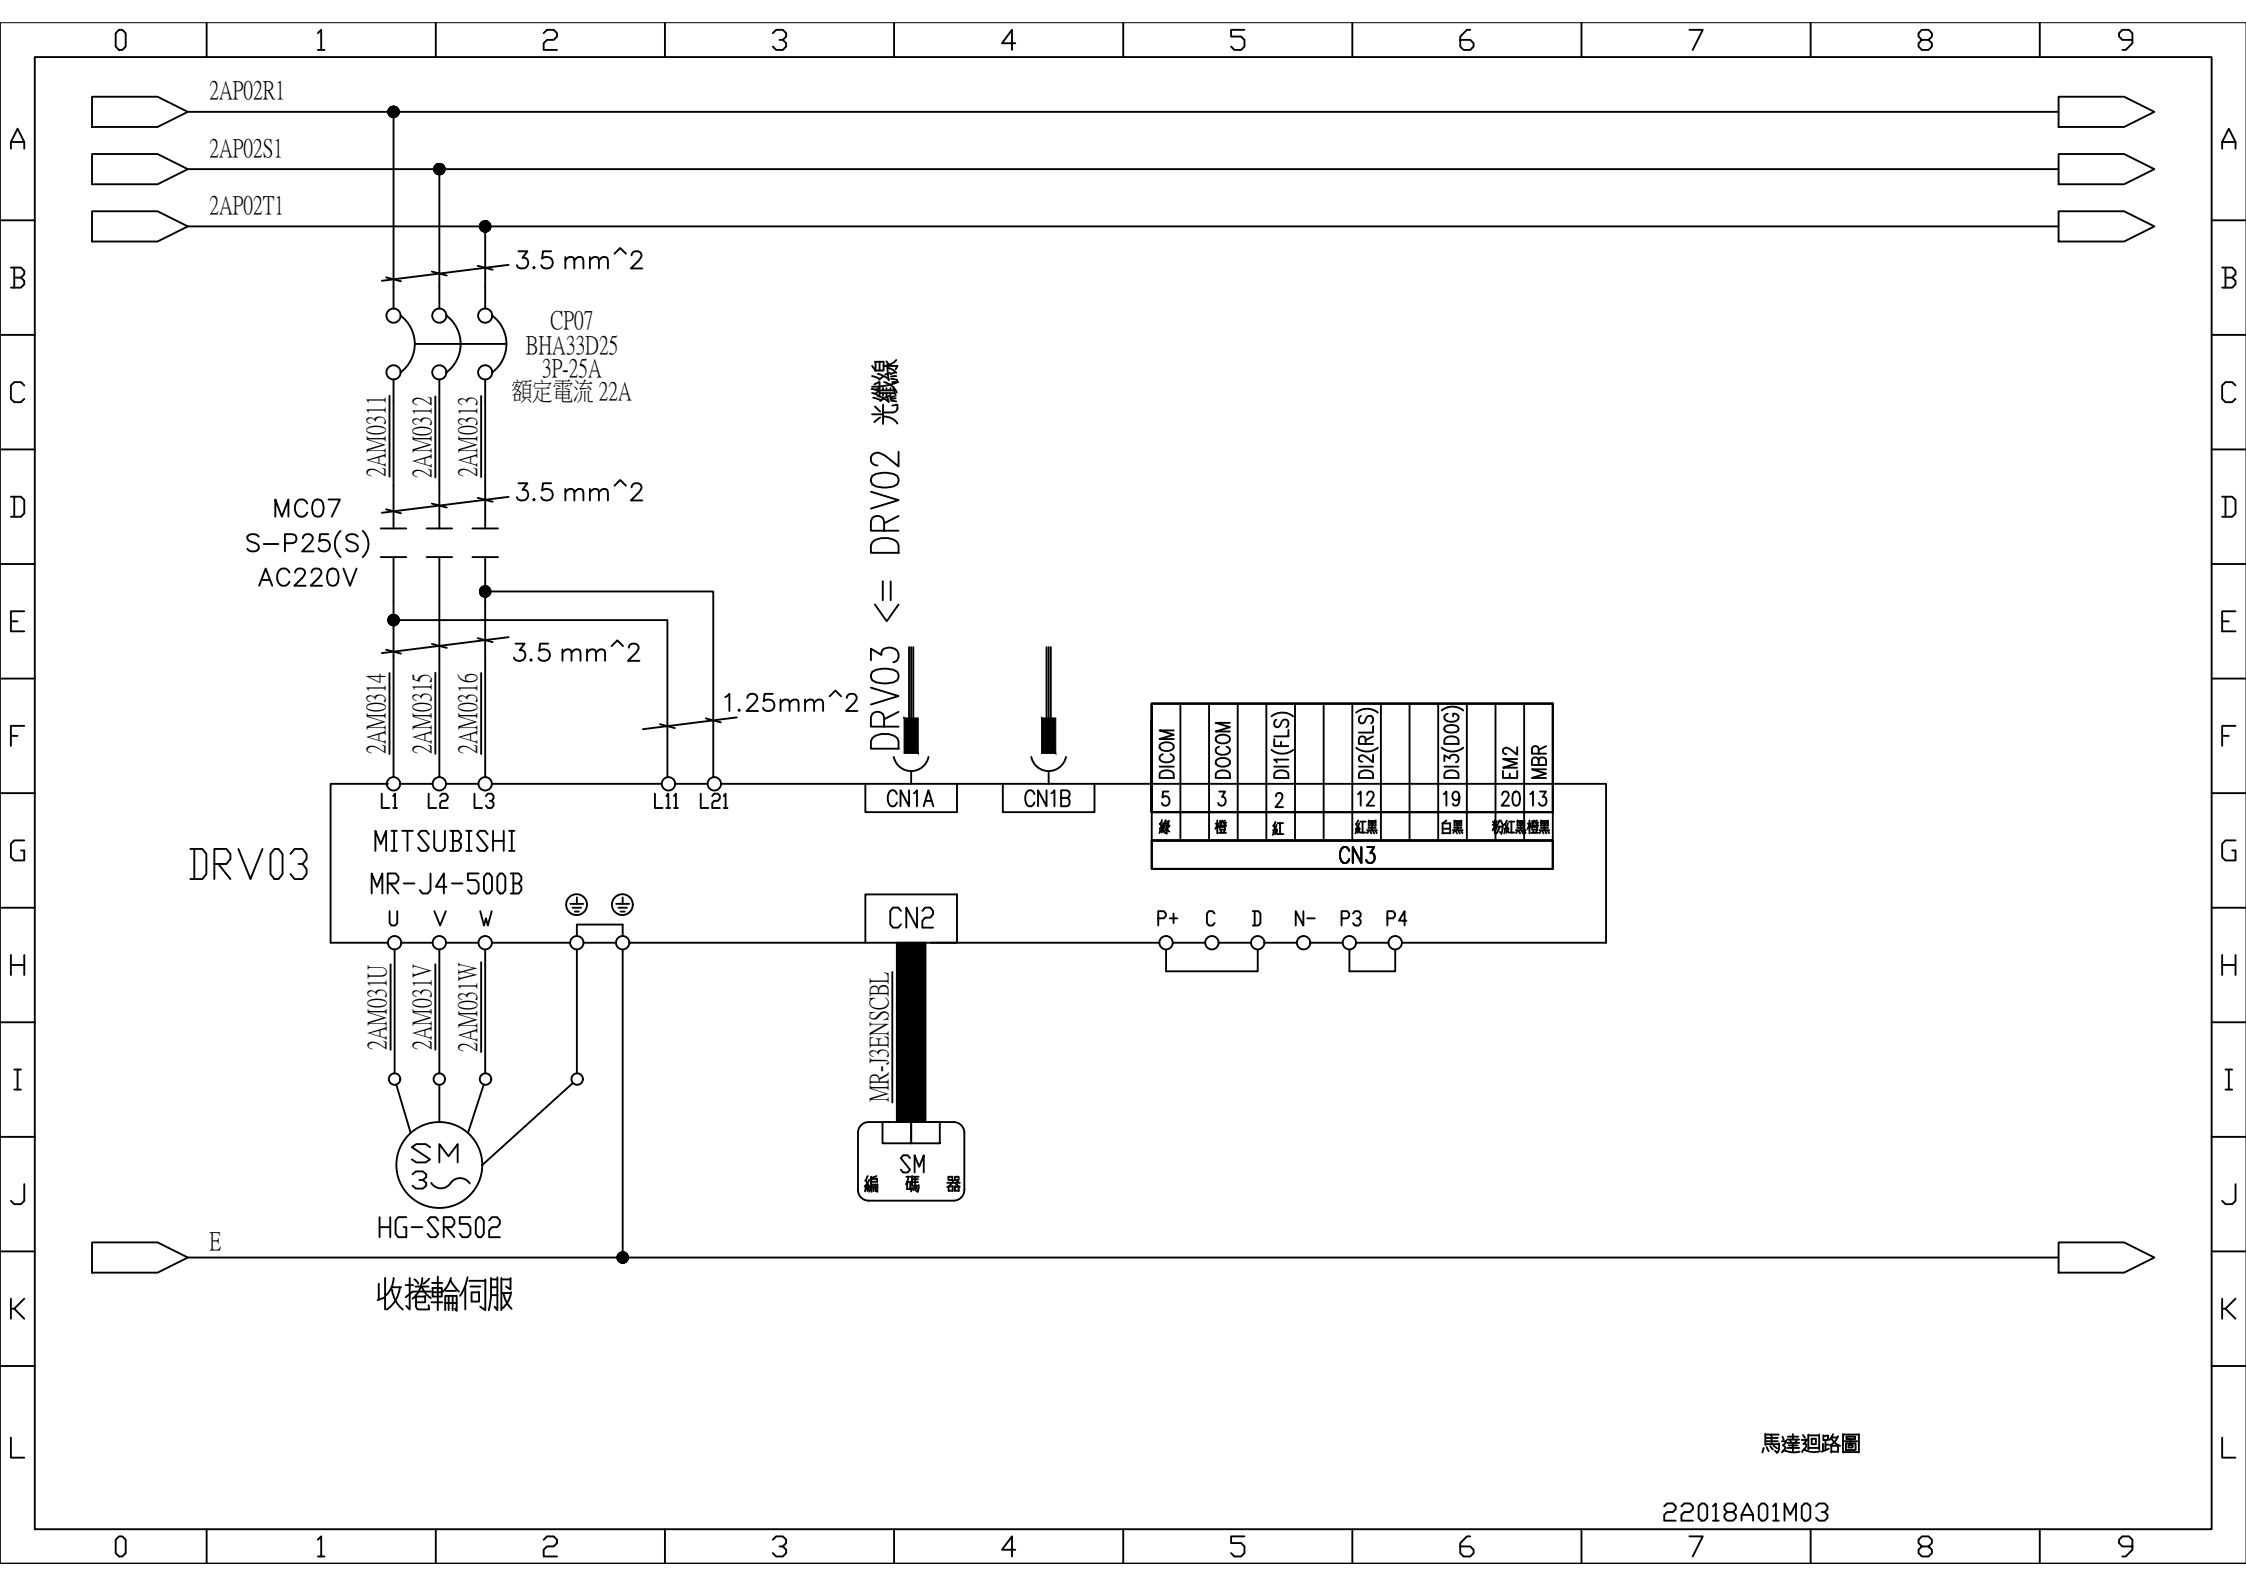 0 1 2 3 4 5 6 7 8 9
A
B
C
D
E
F
G
H
I
J
K
L
A
B
C
D
E
F
G
H
I
J
K
L
2AP02R1
2AP02S1
2AP02T1
3.5 mm^2
CP07
BHA33D25
3P-25A
額定電流 22A
2AM0311
2AM0312
2AM0313
3.5 mm^2
MC07
S-P25(S)
AC220V
3.5 mm^2
2AM0314
2AM0315
2AM0316
1.25mm^2
DRV03 <= DRV02 光纖線
L1 L2 L3 L11 L21
CN1A CN1B
DICOM DOCOM DI1(FLS) DI2(RLS) DI3(DOG) EM2 MBR
5 3 2 12 19 20 13
綠 橙 紅 紅黑 白黑 粉紅黑 橙黑
CN3
DRV03
MITSUBISHI
MR-J4-500B
U V W
CN2
P+ C D N- P3 P4
2AM031U
2AM031V
2AM031W
MR-J3ENSCBL
SM
3
HG-SR502
SM
編 碼 器
E
收捲輪伺服
馬達迴路圖
22018A01M03
0 1 2 3 4 5 6 7 8 9